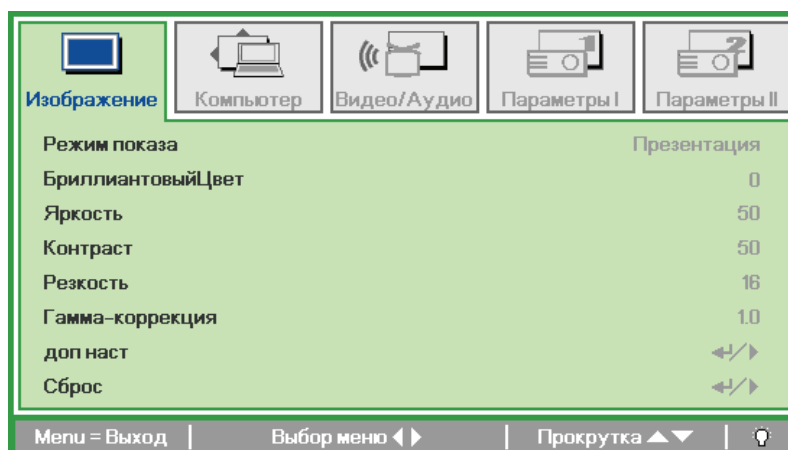 Изображение Компьютер Видео/Аудио Параметры I Параметры II
Режим показа Презентация
БриллиантовыйЦвет 0
Яркость 50
Контраст 50
Резкость 16
Гамма-коррекция 1.0
доп наст
Сброс
Menu = Выход Выбор меню Прокрутка